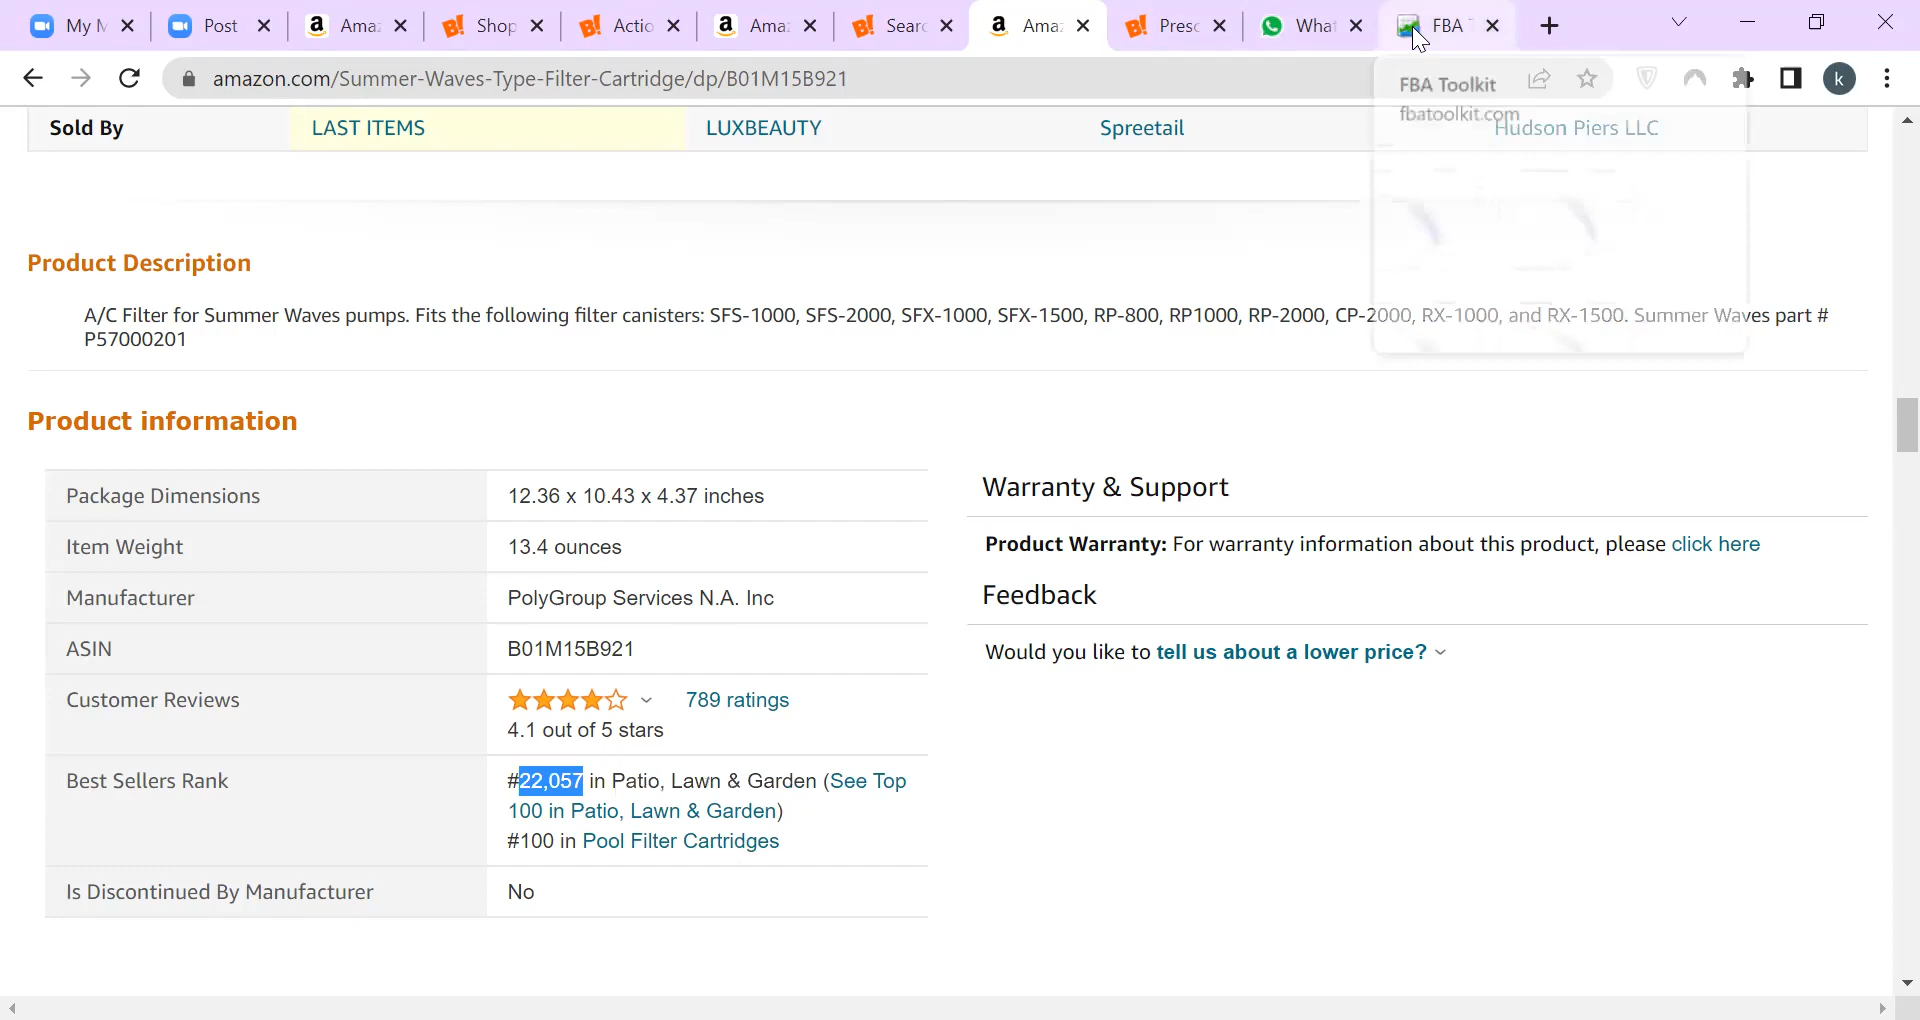 My M
Post
Ama
Shop
Actio
Ama
Sear
Ama
Presc
What
FBA T
amazon.com/Summer-Waves-Type-Filter-Cartridge/dp/B01M15B921
k
FBA Toolkit
fbatoolkit.com
Sold By
LAST ITEMS
LUXBEAUTY
Spreetail
Hudson Piers LLC
Product Description
A/C Filter for Summer Waves pumps. Fits the following filter canisters: SFS-1000, SFS-2000, SFX-1000, SFX-1500, RP-800, RP1000, RP-2000, CP-2000, RX-1000, and RX-1500. Summer Waves part #
P57000201
Product information
Package Dimensions
12.36 x 10.43 x 4.37 inches
Item Weight
13.4 ounces
Manufacturer
PolyGroup Services N.A. Inc
ASIN
B01M15B921
Customer Reviews
789 ratings
4.1 out of 5 stars
Best Sellers Rank
#22,057 in Patio, Lawn & Garden (See Top
100 in Patio, Lawn & Garden)
#100 in Pool Filter Cartridges
Is Discontinued By Manufacturer
No
Warranty & Support
Product Warranty: For warranty information about this product, please click here
Feedback
Would you like to tell us about a lower price?